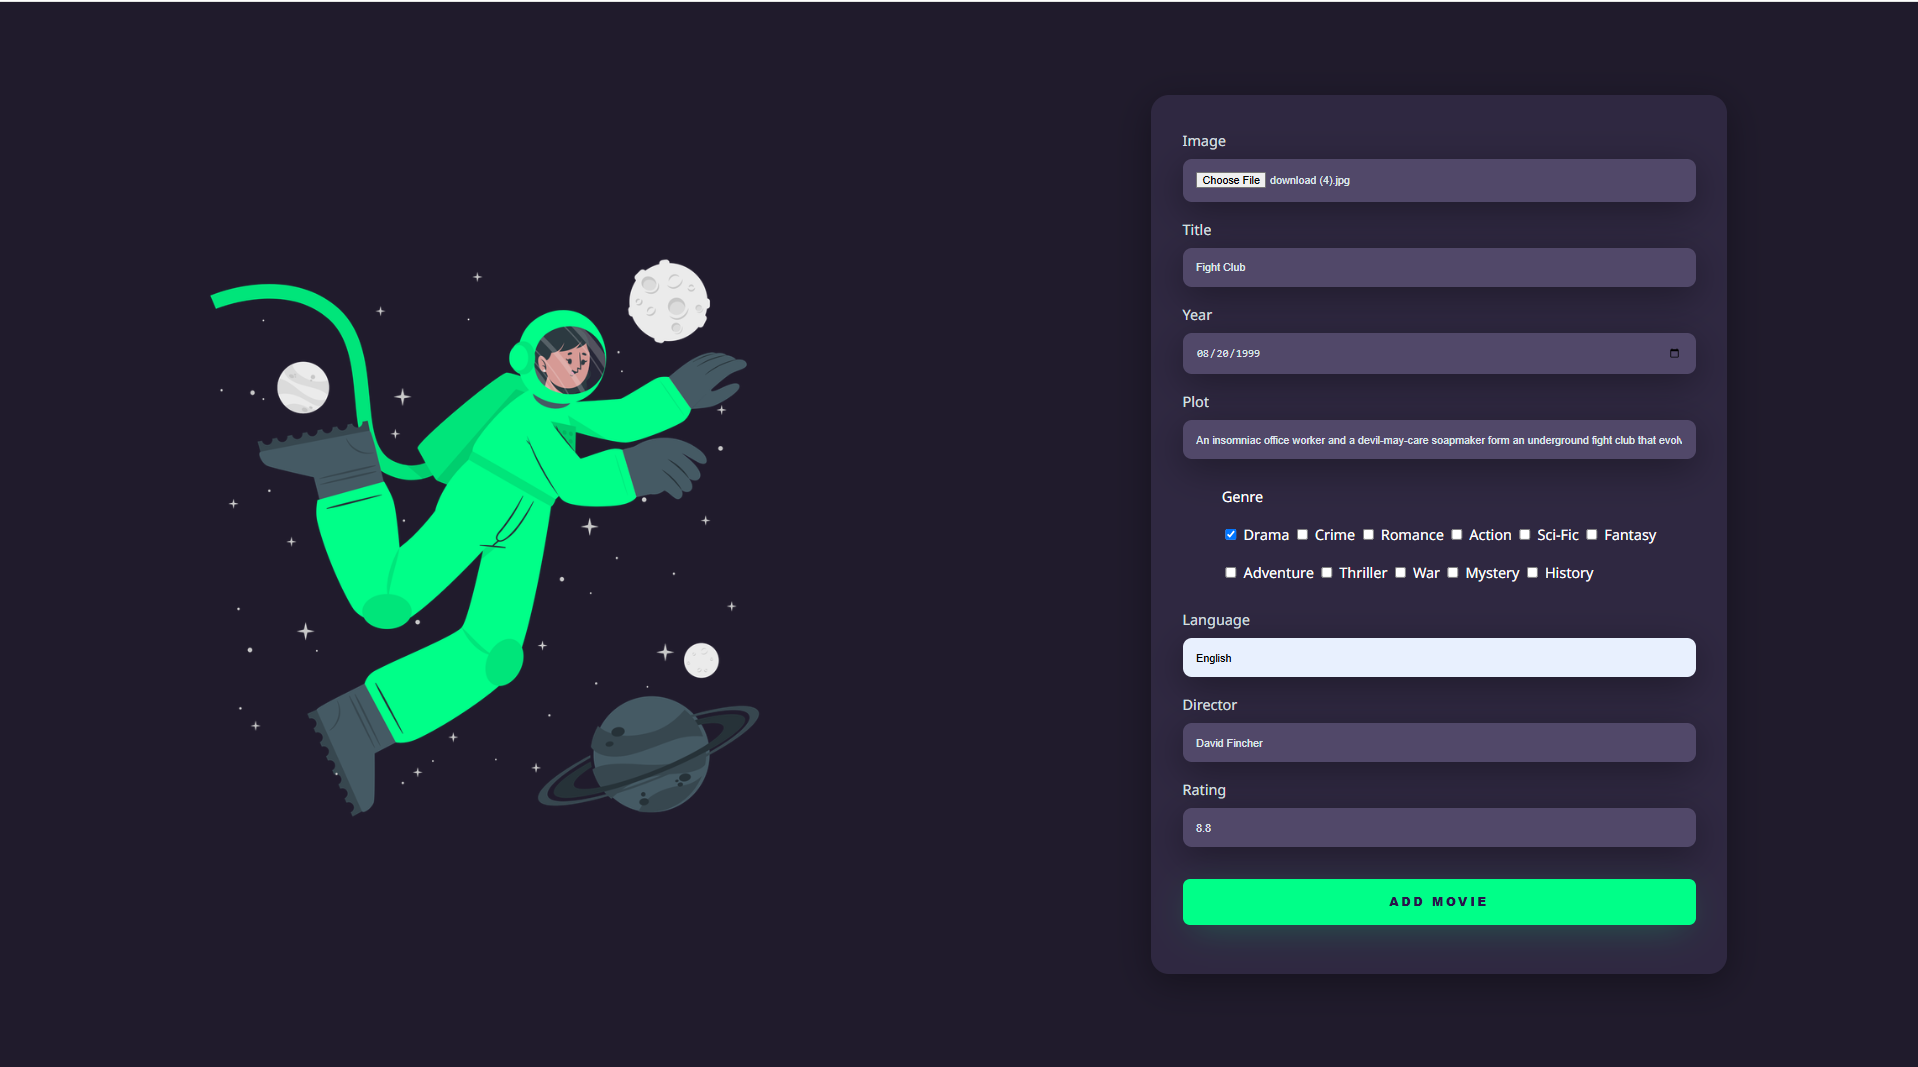 Image
Choose File download (4).jpg
Title
Fight Club
Year
08/20/1999
Plot
An insomniac office worker and a devil-may-care soapmaker form an underground fight club that
Genre
Drama Crime Romance Action Sci-Fic Fantasy
Adventure Thriller War Mystery History
Language
English
Director
David Fincher
Rating
8.8
ADD MOVIE